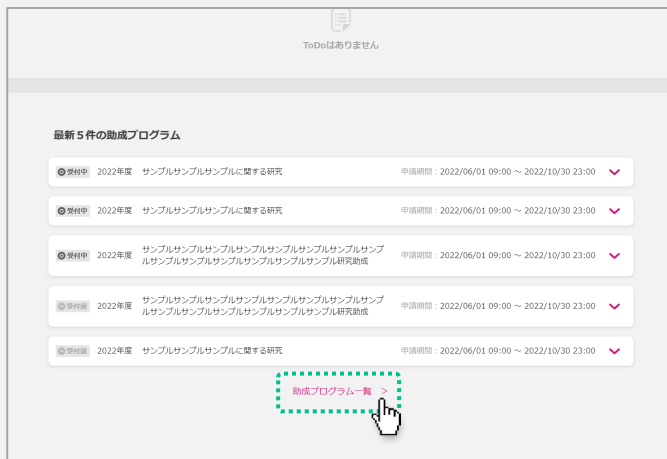 ToDoはありません
最新5件の助成プログラム
受付中 2022年度 サンプルサンプルサンプルに関する研究 申請期間：2022/06/01 09:00 ～ 2022/10/30 23:00
受付中 2022年度 サンプルサンプルサンプルに関する研究 申請期間：2022/06/01 09:00 ～ 2022/10/30 23:00
受付中 2022年度 サンプルサンプルサンプルサンプルサンプルサンプルサンプルサンプ 申請期間：2022/06/01 09:00 ～ 2022/10/30 23:00
ルサンプルサンプルサンプルサンプルサンプルサンプル研究助成
受付前 2022年度 サンプルサンプルサンプルサンプルサンプルサンプルサンプルサンプ 申請期間：2022/06/01 09:00 ～ 2022/10/30 23:00
ルサンプルサンプルサンプルサンプルサンプルサンプル研究助成
受付前 2022年度 サンプルサンプルサンプルに関する研究 申請期間：2022/06/01 09:00 ～ 2022/10/30 23:00
助成プログラム一覧 ＞